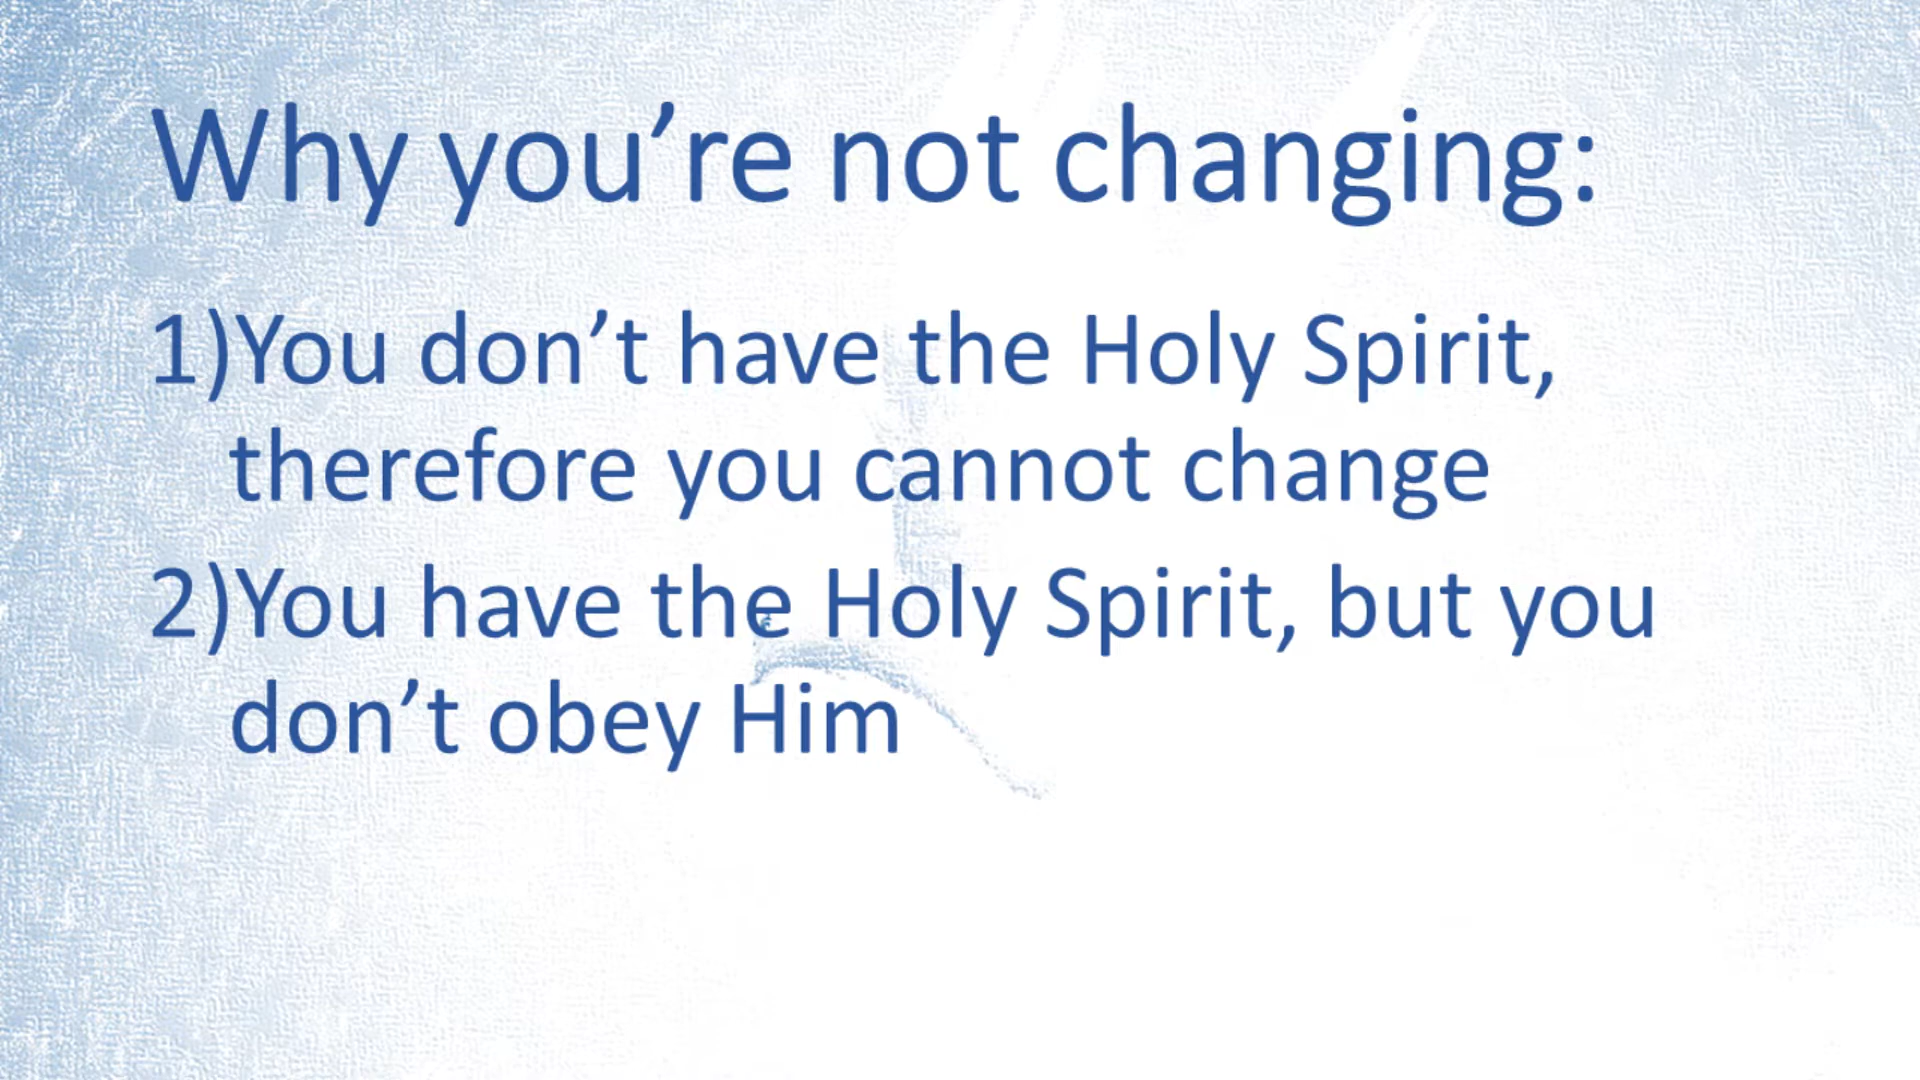 Why you’re not changing:
1)You don’t have the Holy Spirit,
therefore you cannot change
2)You have the Holy Spirit, but you
don’t obey Him